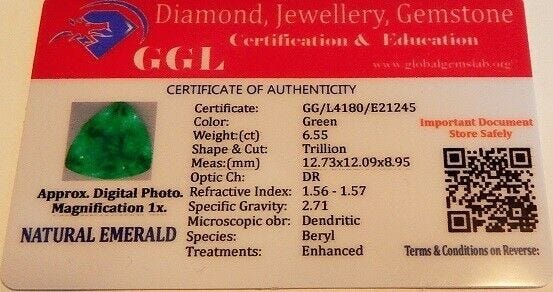 Diamond, Jewellery, Gemstone
GGL
Certification & Education
www.globalgemslab.org
CERTIFICATE OF AUTHENTICITY
Certificate: GG/L4180/E21245
Color: Green
Weight:(ct) 6.55
Shape & Cut: Trillion
Meas:(mm) 12.73x12.09x8.95
Optic Ch: DR
Refractive Index: 1.56 - 1.57
Specific Gravity: 2.71
Microscopic obr: Dendritic
Species: Beryl
Treatments: Enhanced
Approx. Digital Photo.
Magnification 1x.
NATURAL EMERALD
Important Document
Store Safely
Terms & Conditions on Reverse: